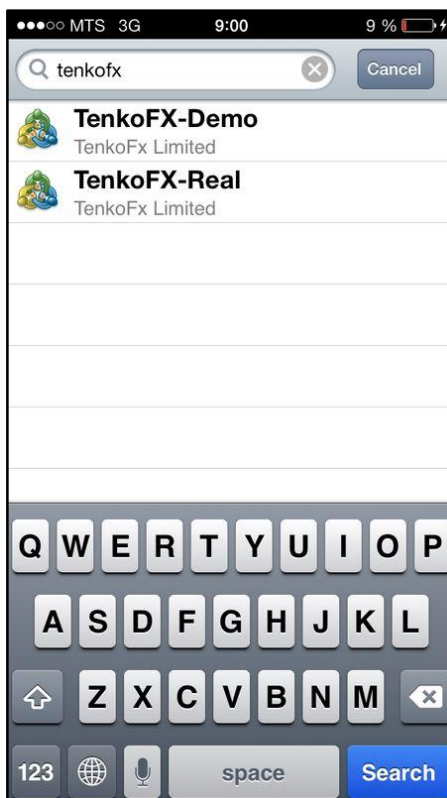 MTS 3G 9:00 9 %
tenkofx Cancel
TenkoFX-Demo
TenkoFx Limited
TenkoFX-Real
TenkoFx Limited
Q W E R T Y U I O P
A S D F G H J K L
Z X C V B N M
123 space Search